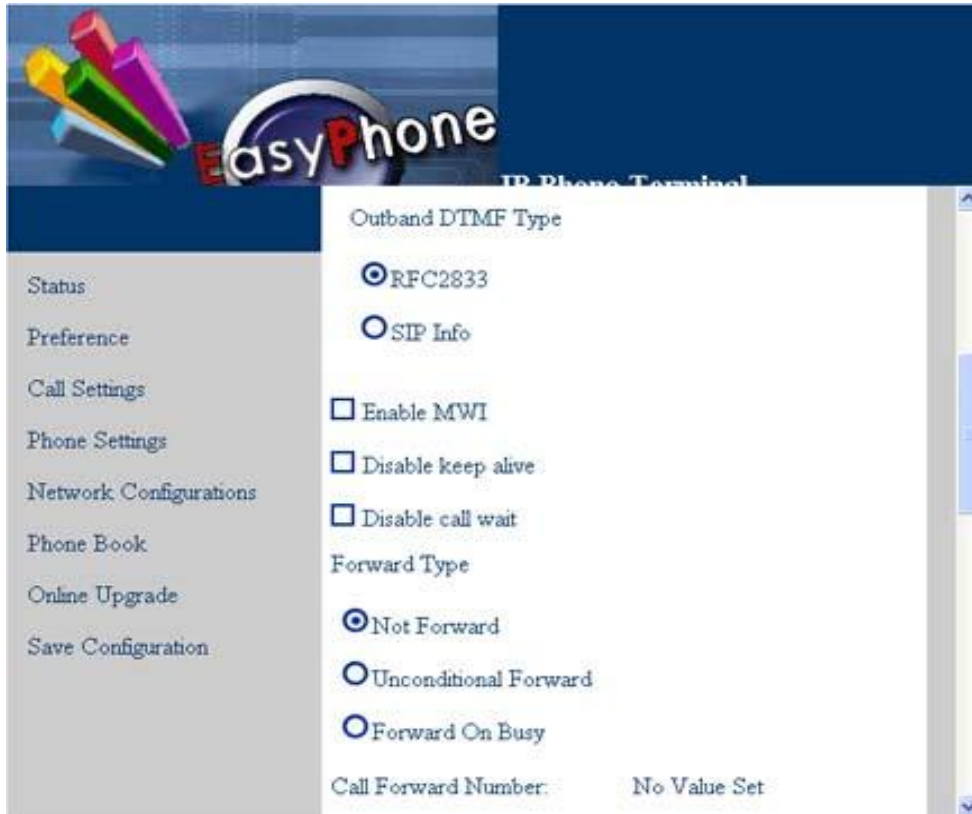 EasyPhone
IP Phone Terminal
Status
Preference
Call Settings
Phone Settings
Network Configurations
Phone Book
Online Upgrade
Save Configuration
Outband DTMF Type
RFC2833
SIP Info
Enable MWI
Disable keep alive
Disable call wait
Forward Type
Not Forward
Unconditional Forward
Forward On Busy
Call Forward Number: No Value Set